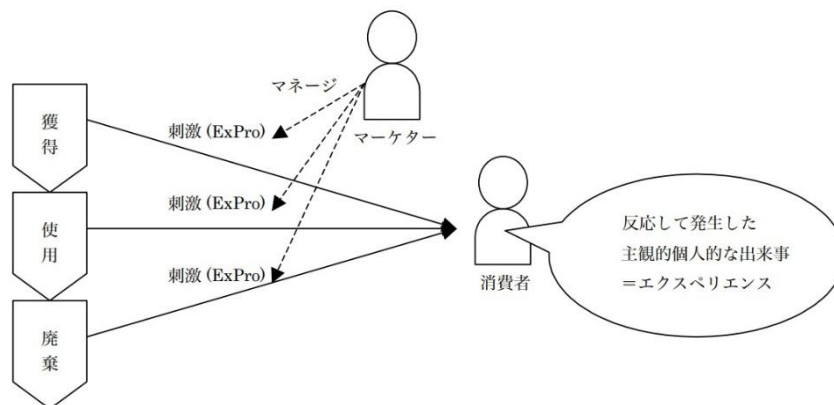 獲得
使用
廃棄
マネージ
マーケター
刺激 (ExPro)
刺激 (ExPro)
刺激 (ExPro)
消費者
反応して発生した
主観的個人的な出来事
＝エクスペリエンス